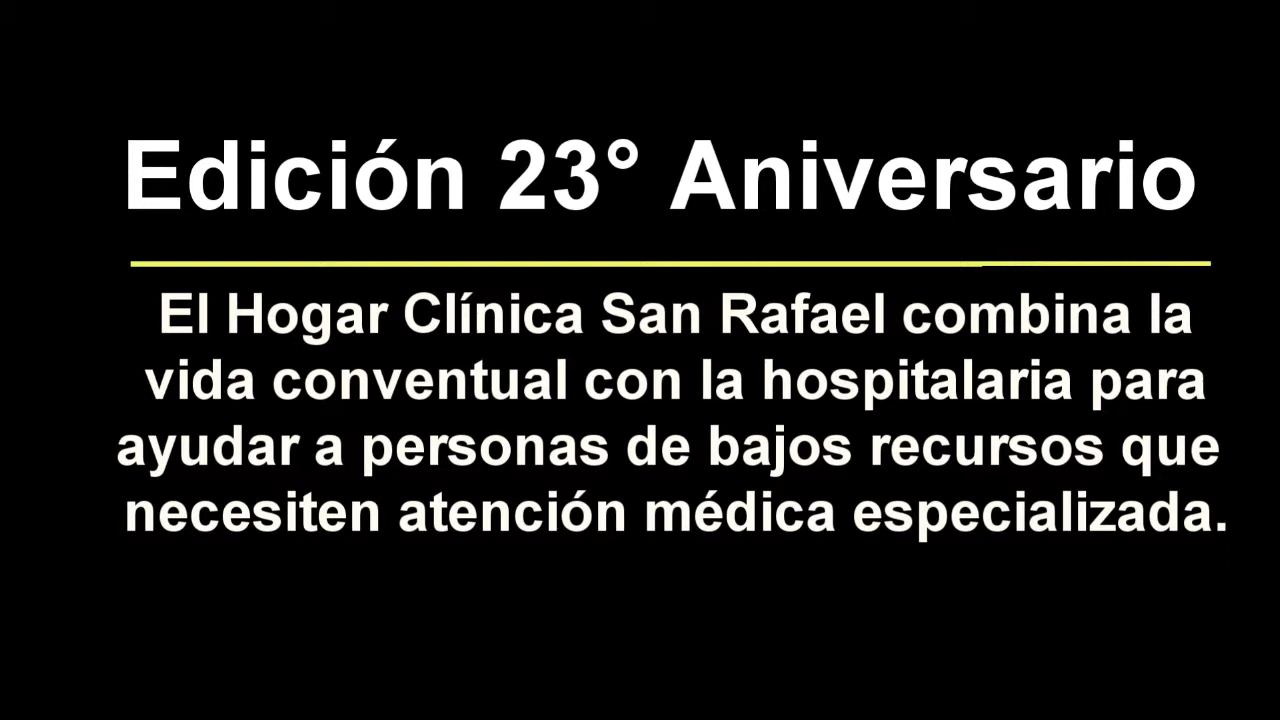 Edición 23° Aniversario
El Hogar Clínica San Rafael combina la
vida conventual con la hospitalaria para
ayudar a personas de bajos recursos que
necesiten atención médica especializada.